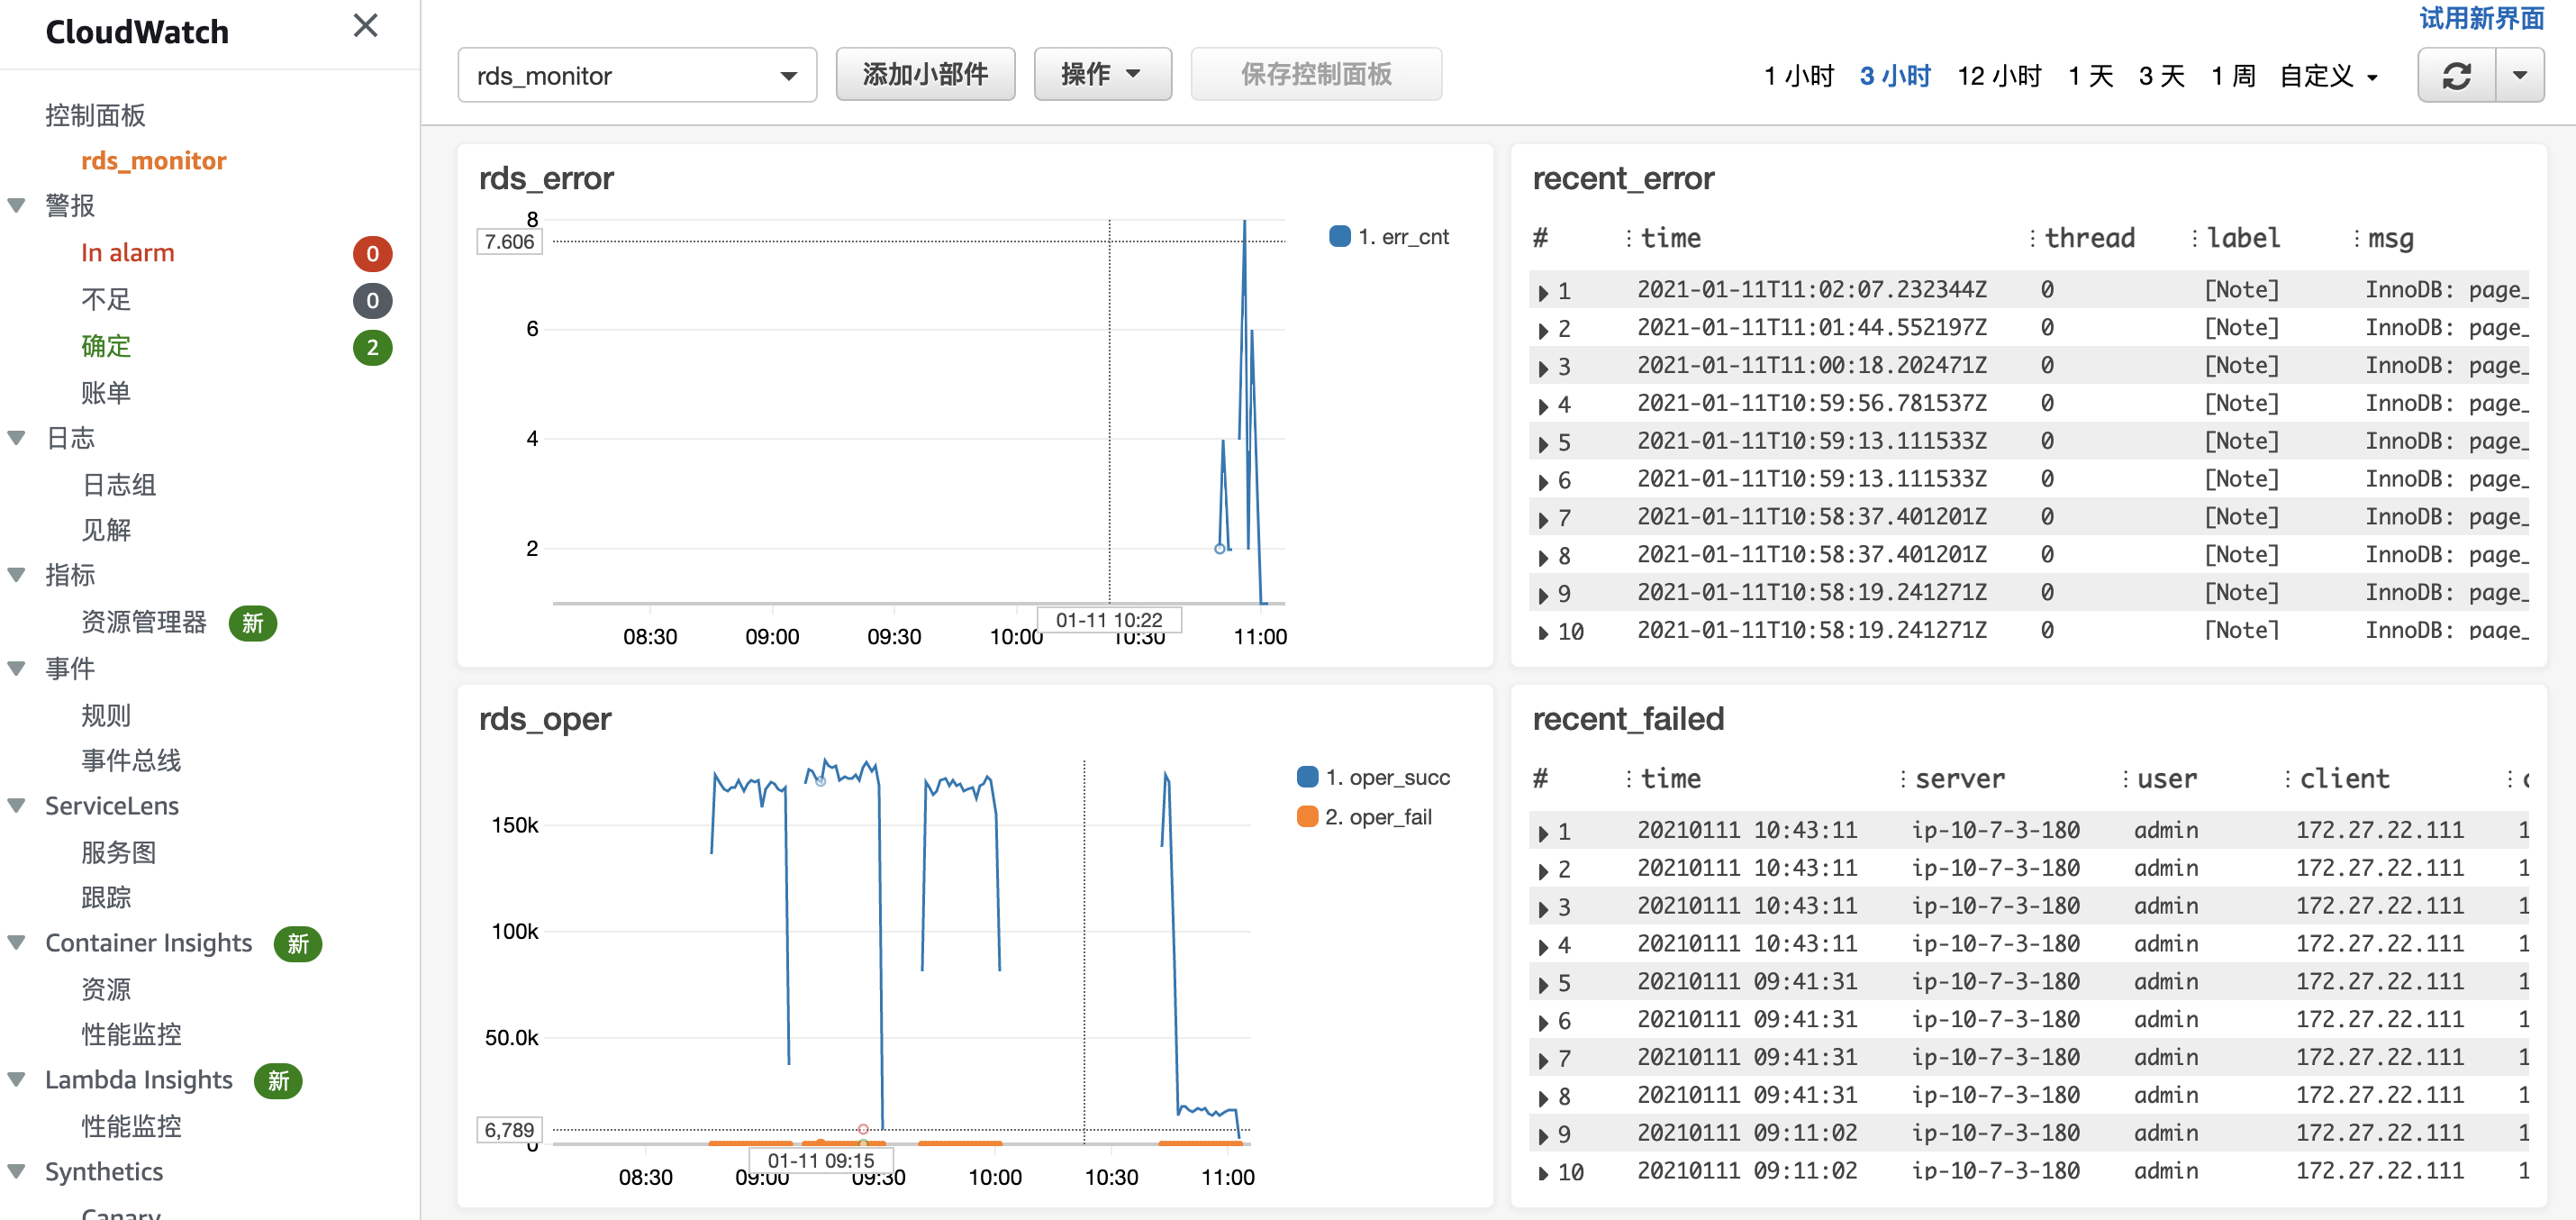 CloudWatch
控制面板
rds_monitor
警报
In alarm 0
不足 0
确定 2
账单
日志
日志组
见解
指标
资源管理器 新
事件
规则
事件总线
ServiceLens
服务图
跟踪
Container Insights 新
资源
性能监控
Lambda Insights 新
性能监控
Synthetics
Canary
试用新界面
rds_monitor 添加小部件 操作 保存控制面板 1 小时 3 小时 12 小时 1 天 3 天 1 周 自定义
rds_error
8
7.606
6
4
2
08:30 09:00 09:30 10:00 10:30 11:00
01-11 10:22
1. err_cnt
recent_error
# time thread label msg
1 2021-01-11T11:02:07.232344Z 0 [Note] InnoDB: page_
2 2021-01-11T11:01:44.552197Z 0 [Note] InnoDB: page_
3 2021-01-11T11:00:18.202471Z 0 [Note] InnoDB: page_
4 2021-01-11T10:59:56.781537Z 0 [Note] InnoDB: page_
5 2021-01-11T10:59:13.111533Z 0 [Note] InnoDB: page_
6 2021-01-11T10:59:13.111533Z 0 [Note] InnoDB: page_
7 2021-01-11T10:58:37.401201Z 0 [Note] InnoDB: page_
8 2021-01-11T10:58:37.401201Z 0 [Note] InnoDB: page_
9 2021-01-11T10:58:19.241271Z 0 [Note] InnoDB: page_
10 2021-01-11T10:58:19.241271Z 0 [Note] InnoDB: page_
rds_oper
150k
100k
50.0k
6,789
0
08:30 09:00 09:30 10:00 10:30 11:00
01-11 09:15
1. oper_succ
2. oper_fail
recent_failed
# time server user client
1 20210111 10:43:11 ip-10-7-3-180 admin 172.27.22.111 1
2 20210111 10:43:11 ip-10-7-3-180 admin 172.27.22.111 1
3 20210111 10:43:11 ip-10-7-3-180 admin 172.27.22.111 1
4 20210111 10:43:11 ip-10-7-3-180 admin 172.27.22.111 1
5 20210111 09:41:31 ip-10-7-3-180 admin 172.27.22.111 1
6 20210111 09:41:31 ip-10-7-3-180 admin 172.27.22.111 1
7 20210111 09:41:31 ip-10-7-3-180 admin 172.27.22.111 1
8 20210111 09:41:31 ip-10-7-3-180 admin 172.27.22.111 1
9 20210111 09:11:02 ip-10-7-3-180 admin 172.27.22.111 1
10 20210111 09:11:02 ip-10-7-3-180 admin 172.27.22.111 1